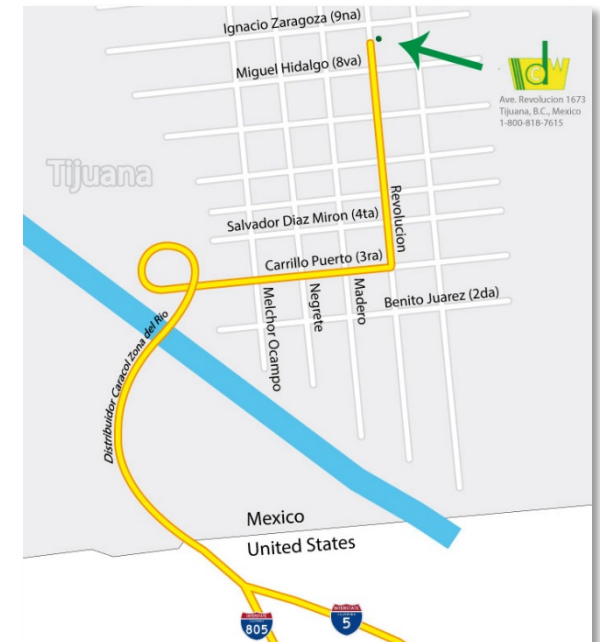 Ignacio Zaragoza (9na)
Miguel Hidalgo (8va)
Ave. Revolucion 1673
Tijuana, B.C., Mexico
1-800-818-7615
Tijuana
Revolucion
Salvador Diaz Miron (4ta)
Carrillo Puerto (3ra)
Melchor Ocampo
Negrete
Madero
Benito Juarez (2da)
Distribuidor Caracol Zona del Rio
Mexico
United States
INTERSTATE
805
INTERSTATE
5